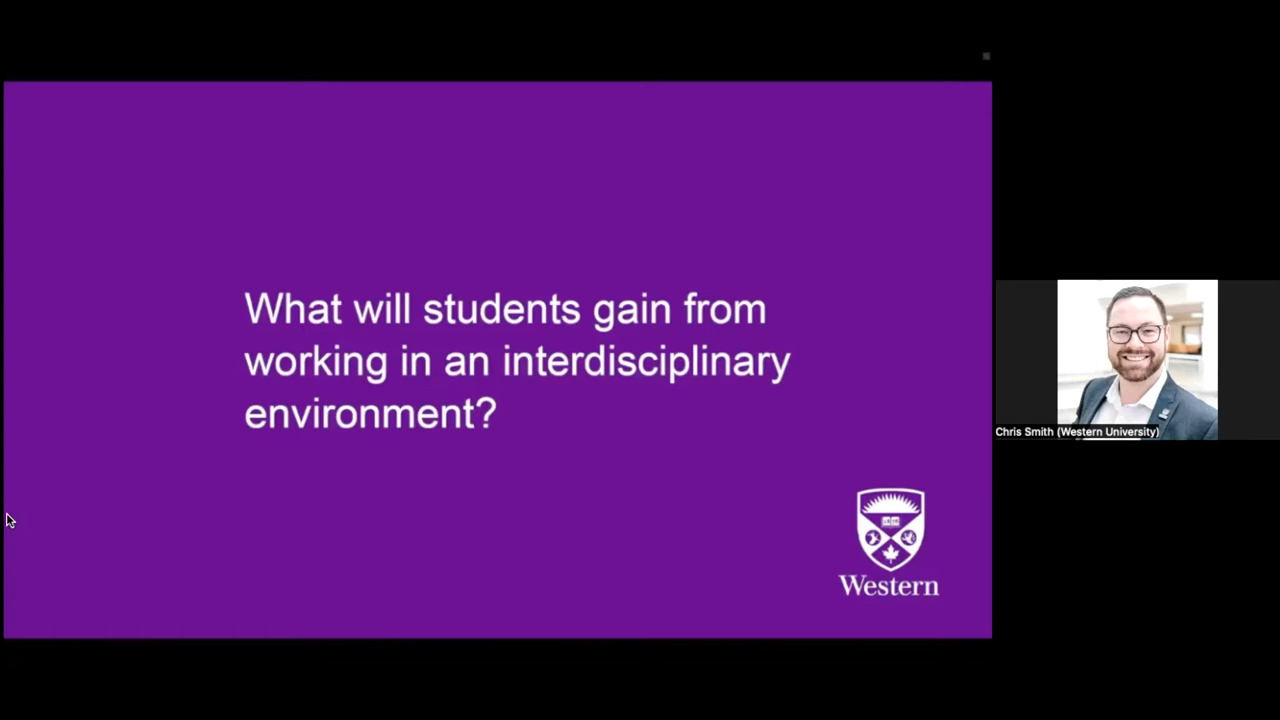 What will students gain from
working in an interdisciplinary
environment?
Western
Chris Smith (Western University)